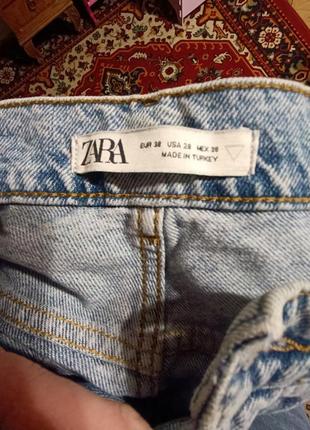 ZARA
EUR 38 USA 28 MEX 28
MADE IN TURKEY